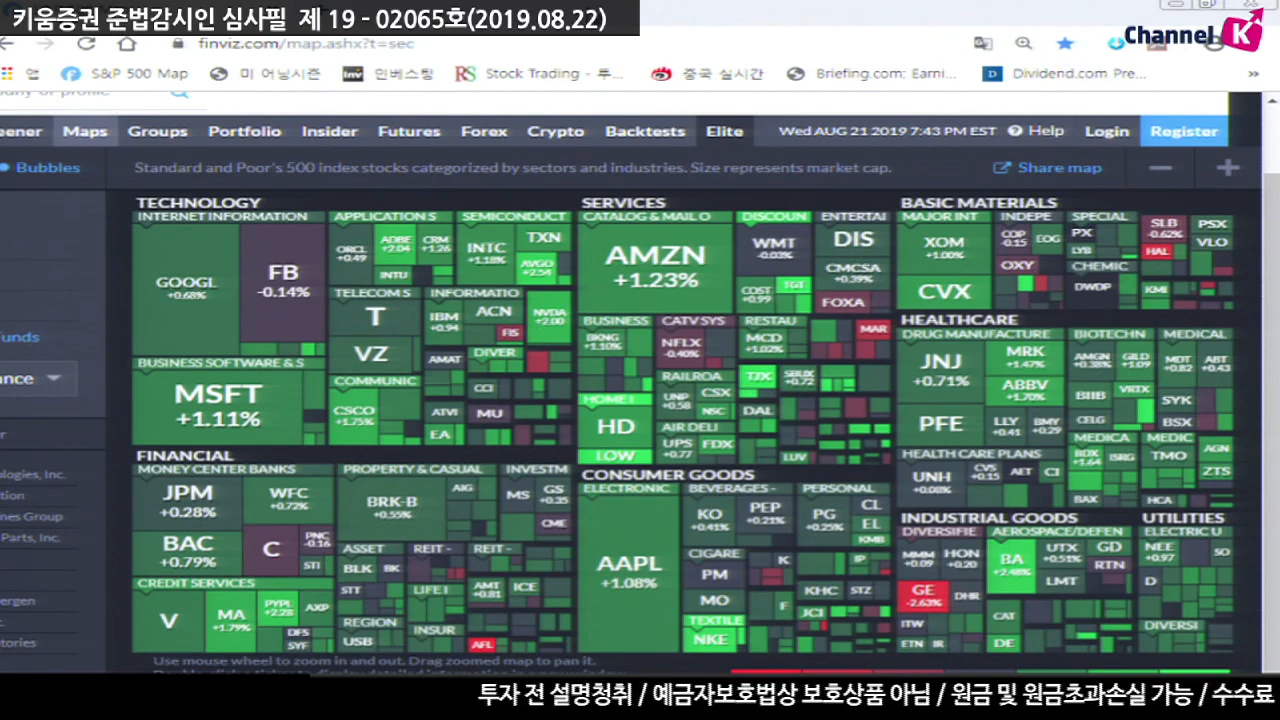 키움증권 준법감시인 심사필 제 19 - 02065호(2019.08.22)
Channel K
finviz.com/map.ashx?t=sec
앱 S&P 500 Map 미 어닝시즌 Inv 인베스팅 RS Stock Trading - 투... 중국 실시간 Briefing.com: Earni... D Dividend.com Pre... »
Maps Groups Portfolio Insider Futures Forex Crypto Backtests Elite Wed AUG 21 2019 7:43 PM EST Help Login Register
Bubbles Standard and Poor's 500 index stocks categorized by sectors and industries. Size represents market cap. Share map
TECHNOLOGY
INTERNET INFORMATION
GOOGL
+0.68%
FB
-0.14%
APPLICATION S
ORCL
+0.49
ADBE
+2.04
CRM
+1.26
INTU
SEMICONDUCT
INTC
+1.18%
TXN
AVGO
+2.54
NVDA
+2.00
TELECOM S
T
VZ
INFORMATIO
IBM
+0.94
ACN
FIS
AMAT
DIVER
BUSINESS SOFTWARE & S
MSFT
+1.11%
COMMUNIC
CSCO
+1.75%
CCI
ATVI
MU
EA
SERVICES
CATALOG & MAIL O
AMZN
+1.23%
DISCOUN
WMT
-0.03%
COST
+0.99
TGT
ENTERTAI
DIS
CMCSA
+0.39%
FOXA
BUSINESS
BKNG
+1.10%
CATV SYS
NFLX
-0.40%
RESTAU
MCD
+1.02%
MAR
RAILROA
UNP
+0.58
CSX
NSC
TJX
SBUX
+0.72
HOME I
HD
LOW
AIR DELI
UPS
+0.77
FDX
DAL
LUV
BASIC MATERIALS
MAJOR INT
XOM
+1.00%
CVX
INDEPE
COP
-0.15
EOG
OXY
SPECIAL
PX
LYB
CHEMIC
DWDP
SLB
-0.62%
HAL
PSX
VLO
KMI
HEALTHCARE
DRUG MANUFACTURE
JNJ
+0.71%
MRK
+1.47%
ABBV
+1.70%
PFE
LLY
+0.41
BMY
+0.29
BIOTECHN
AMGN
+0.38%
GILD
+1.09
BIIB
VRTX
CELG
MEDICAL
MDT
+0.82
ABT
+0.43
SYK
BSX
HEALTH CARE PLANS
UNH
+0.08%
CVS
+0.15
AET
CI
MEDICA
BDX
+1.64
ISRG
BAX
MEDIC
TMO
AGN
ZTS
HCA
FINANCIAL
MONEY CENTER BANKS
JPM
+0.28%
WFC
+0.72%
BAC
+0.79%
C
PNC
-0.16
STI
CREDIT SERVICES
V
MA
+1.79%
PYPL
+2.28
AXP
DFS
SYF
PROPERTY & CASUAL
BRK-B
+0.55%
AIG
INVESTM
MS
GS
+0.35
CME
ASSET
BLK
BK
STT
REIT -
REIT -
AMT
+0.81
ICE
LIFE I
REGION
USB
INSUR
AFL
CONSUMER GOODS
ELECTRONIC
AAPL
+1.08%
BEVERAGES -
KO
+0.41%
PEP
+0.21%
PERSONAL
PG
+0.25%
CL
EL
KMB
CIGARE
PM
MO
K
IP
KHC
STZ
F
JCI
TEXTILE
NKE
INDUSTRIAL GOODS
DIVERSIFIE
MMM
+0.09
HON
+0.20
GE
-2.63%
DHR
ITW
ETN
IR
AEROSPACE/DEFEN
BA
+2.48%
UTX
+0.51%
GD
RTN
LMT
CAT
DE
UTILITIES
ELECTRIC U
NEE
+0.97
SO
D
DIVERSI
Use mouse wheel to zoom in and out. Drag zoomed map to pan it.
투자 전 설명청취 / 예금자보호법상 보호상품 아님 / 원금 및 원금초과손실 가능 / 수수료